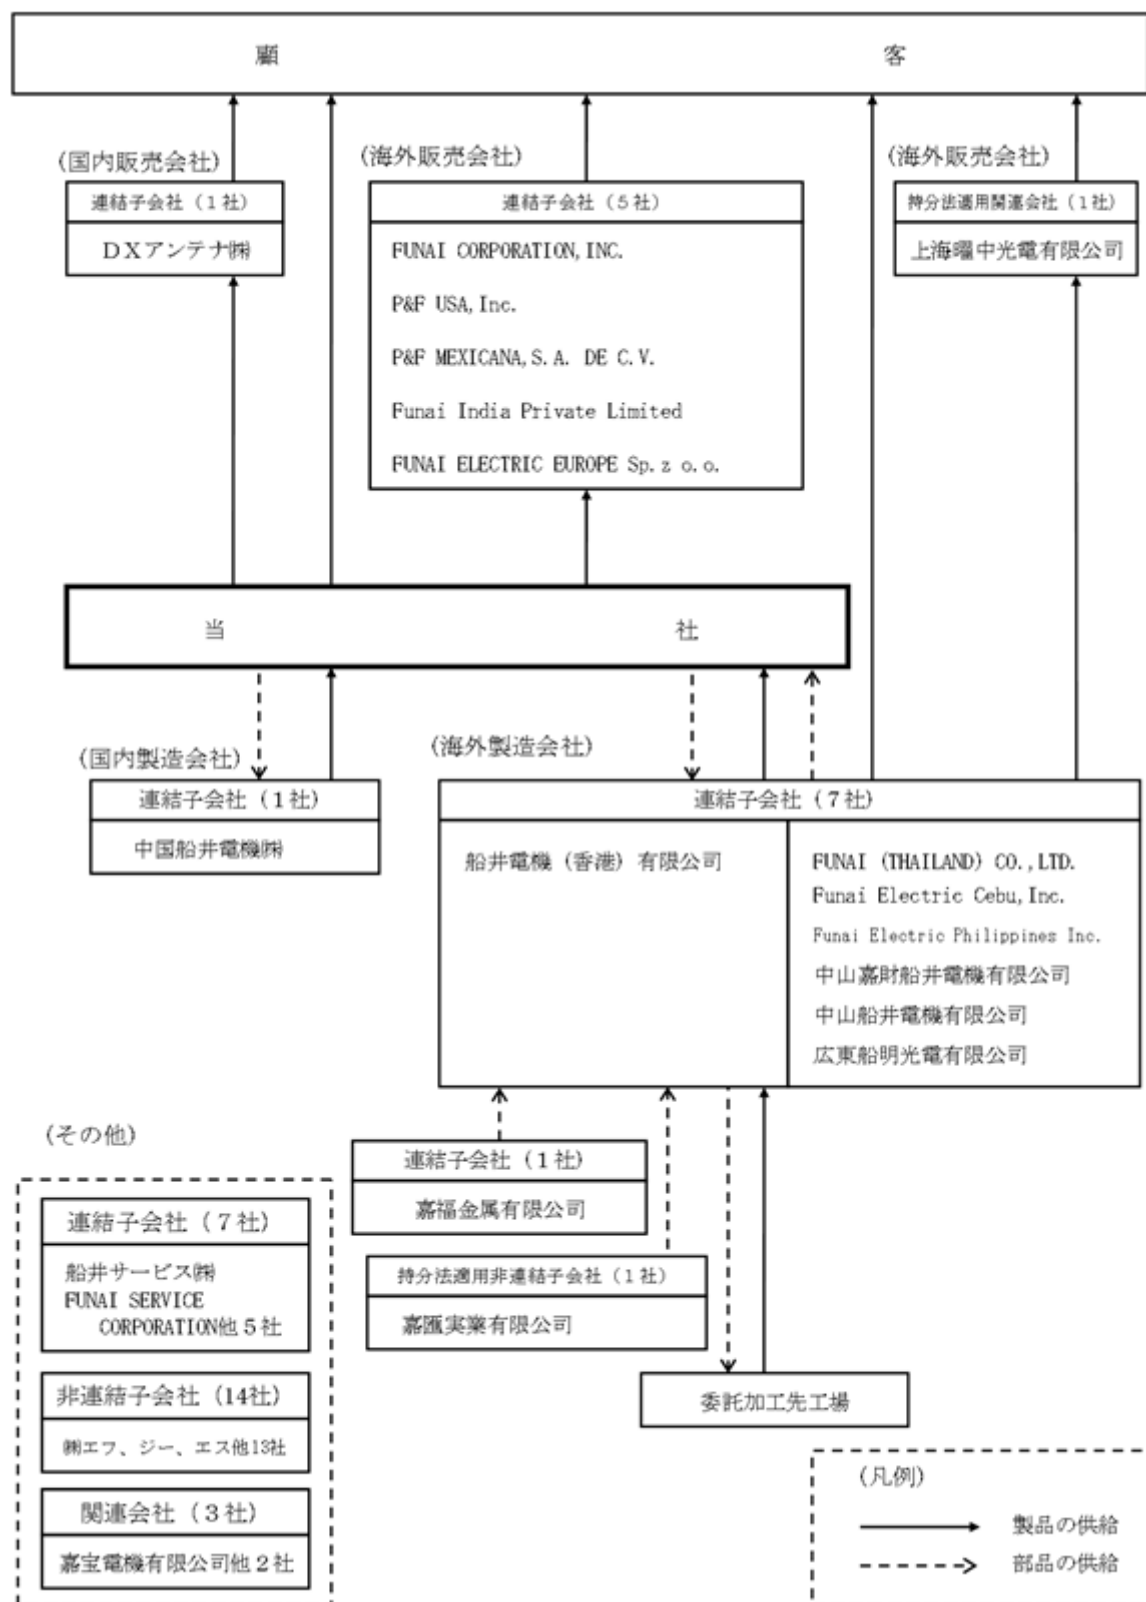 顧客
(国内販売会社)
連結子会社（１社）
ＤＸアンテナ㈱
(海外販売会社)
連結子会社（５社）
FUNAI CORPORATION,INC.
P&F USA,Inc.
P&F MEXICANA,S.A. DE C.V.
Funai India Private Limited
FUNAI ELECTRIC EUROPE Sp.z o.o.
(海外販売会社)
持分法適用関連会社（１社）
上海曜中光電有限公司
当社
(国内製造会社)
連結子会社（１社）
中国船井電機㈱
(海外製造会社)
連結子会社（７社）
船井電機（香港）有限公司
FUNAI (THAILAND) CO.,LTD.
Funai Electric Cebu,Inc.
Funai Electric Philippines Inc.
中山嘉財船井電機有限公司
中山船井電機有限公司
広東船明光電有限公司
連結子会社（１社）
嘉福金属有限公司
持分法適用非連結子会社（１社）
嘉匯実業有限公司
委託加工先工場
(その他)
連結子会社（７社）
船井サービス㈱
FUNAI SERVICE
CORPORATION他５社
非連結子会社（14社）
㈱エフ、ジー、エス他13社
関連会社（３社）
嘉宝電機有限公司他２社
(凡例)
製品の供給
部品の供給